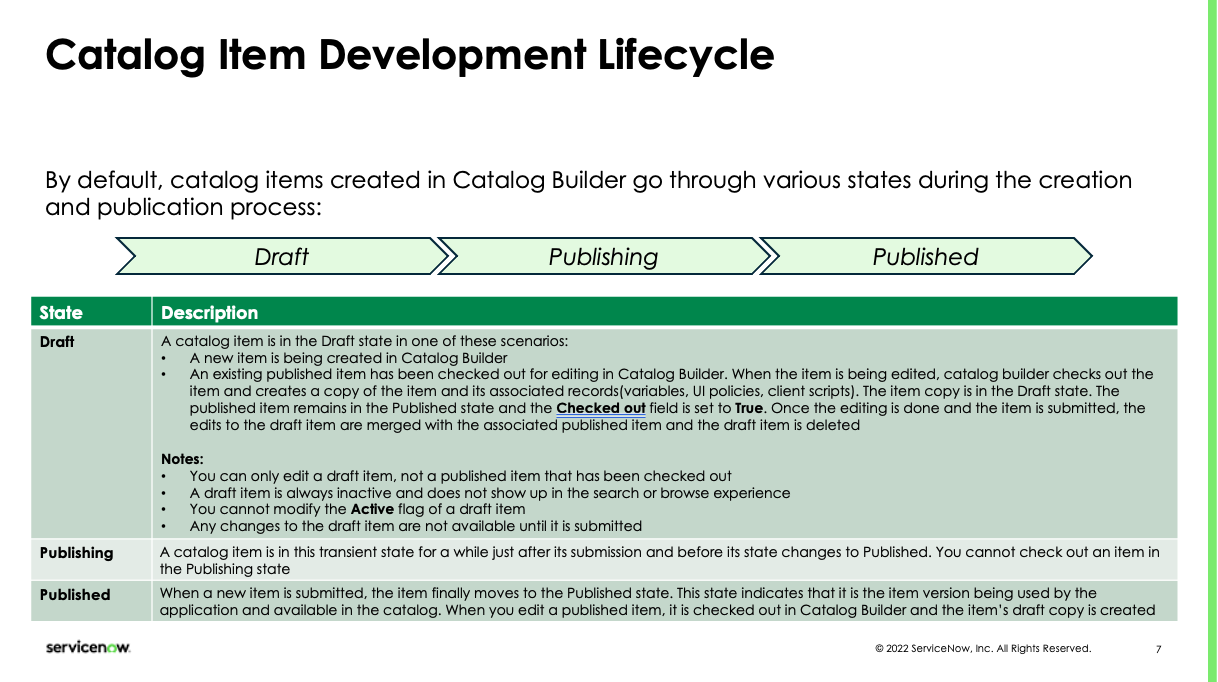 Catalog Item Development Lifecycle
By default, catalog items created in Catalog Builder go through various states during the creation
and publication process:
Draft
Publishing
Published
State
Description
Draft
A catalog item is in the Draft state in one of these scenarios:
• A new item is being created in Catalog Builder
• An existing published item has been checked out for editing in Catalog Builder. When the item is being edited, catalog builder checks out the
item and creates a copy of the item and its associated records(variables, UI policies, client scripts). The item copy is in the Draft state. The
published item remains in the Published state and the Checked out field is set to True. Once the editing is done and the item is submitted, the
edits to the draft item are merged with the associated published item and the draft item is deleted
Notes:
• You can only edit a draft item, not a published item that has been checked out
• A draft item is always inactive and does not show up in the search or browse experience
• You cannot modify the Active flag of a draft item
• Any changes to the draft item are not available until it is submitted
Publishing
A catalog item is in this transient state for a while just after its submission and before its state changes to Published. You cannot check out an item in
the Publishing state
Published
When a new item is submitted, the item finally moves to the Published state. This state indicates that it is the item version being used by the
application and available in the catalog. When you edit a published item, it is checked out in Catalog Builder and the item’s draft copy is created
servicenow.
© 2022 ServiceNow, Inc. All Rights Reserved.
7